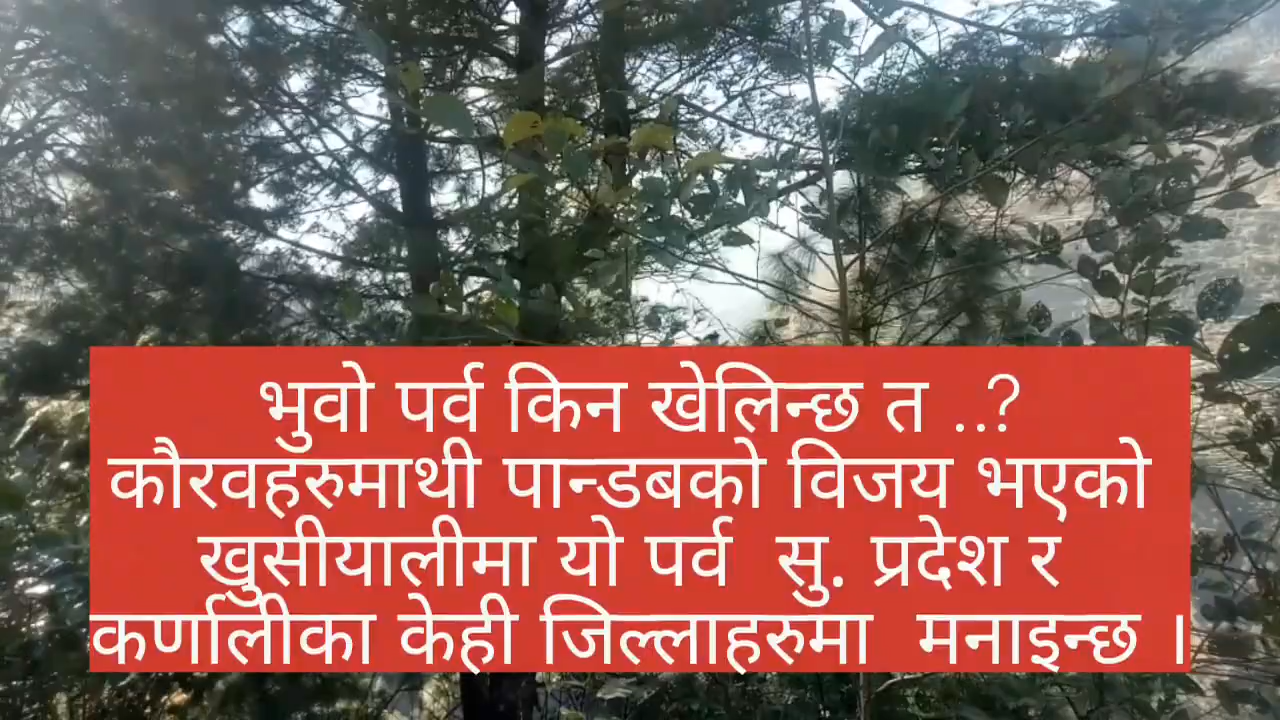 भुवो पर्व किन खेलिन्छ त ..?
कौरवहरुमाथी पान्डबको विजय भएको
खुसीयालीमा यो पर्व सु. प्रदेश र
कर्णालीका केही जिल्लाहरुमा मनाइन्छ ।